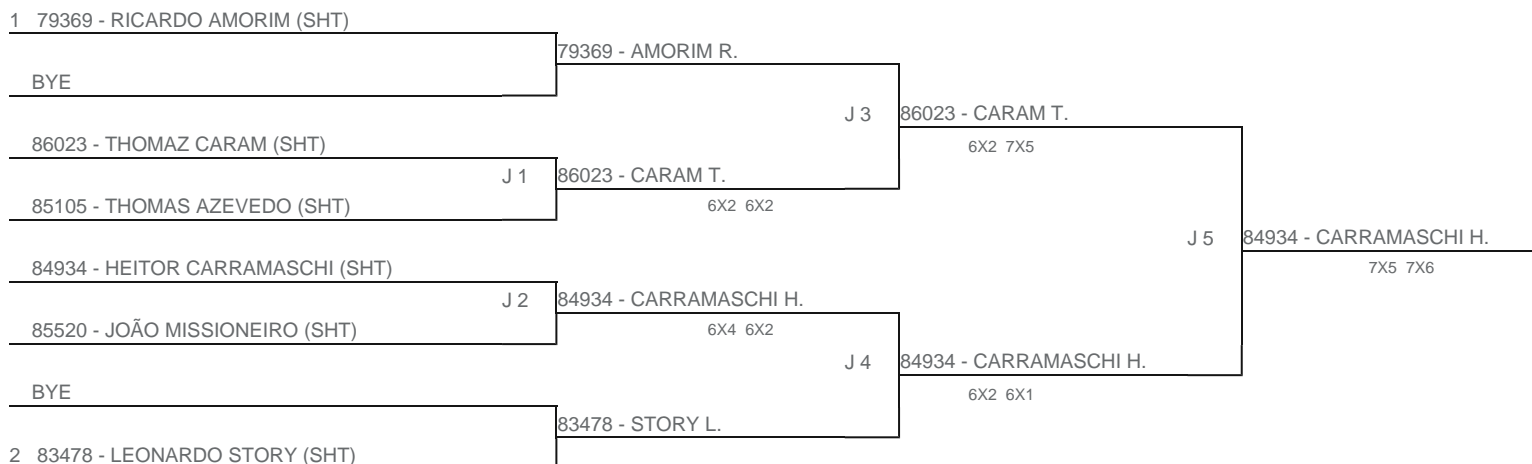 1 79369 - RICARDO AMORIM (SHT)
79369 - AMORIM R.
BYE
J 3 86023 - CARAM T.
6X2 7X5
86023 - THOMAZ CARAM (SHT)
J 1 86023 - CARAM T.
6X2 6X2
85105 - THOMAS AZEVEDO (SHT)
J 5 84934 - CARRAMASCHI H.
7X5 7X6
84934 - HEITOR CARRAMASCHI (SHT)
J 2 84934 - CARRAMASCHI H.
6X4 6X2
85520 - JOÃO MISSIONEIRO (SHT)
J 4 84934 - CARRAMASCHI H.
6X2 6X1
BYE
83478 - STORY L.
2 83478 - LEONARDO STORY (SHT)